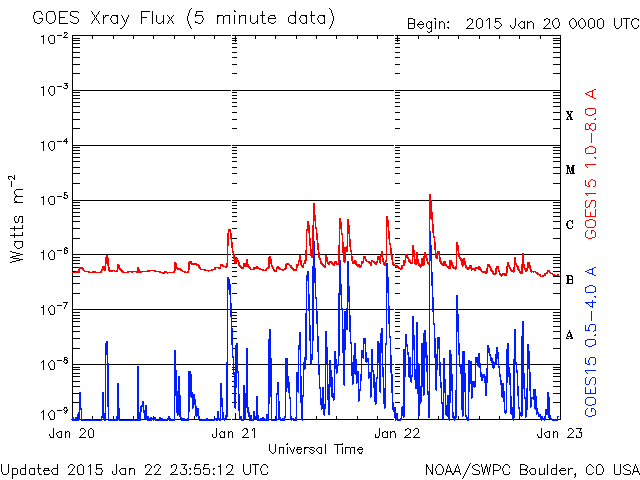 GOES Xray Flux (5 minute data)
Begin: 2015 Jan 20 0000 UTC
10-2
10-3
10-4
10-5
10-6
10-7
10-8
10-9
Watts m-2
X
M
C
B
A
GOES15 1.0-8.0 A
GOES15 0.5-4.0 A
Jan 20
Jan 21
Jan 22
Jan 23
Universal Time
Updated 2015 Jan 22 23:55:12 UTC
NOAA/SWPC Boulder, CO USA